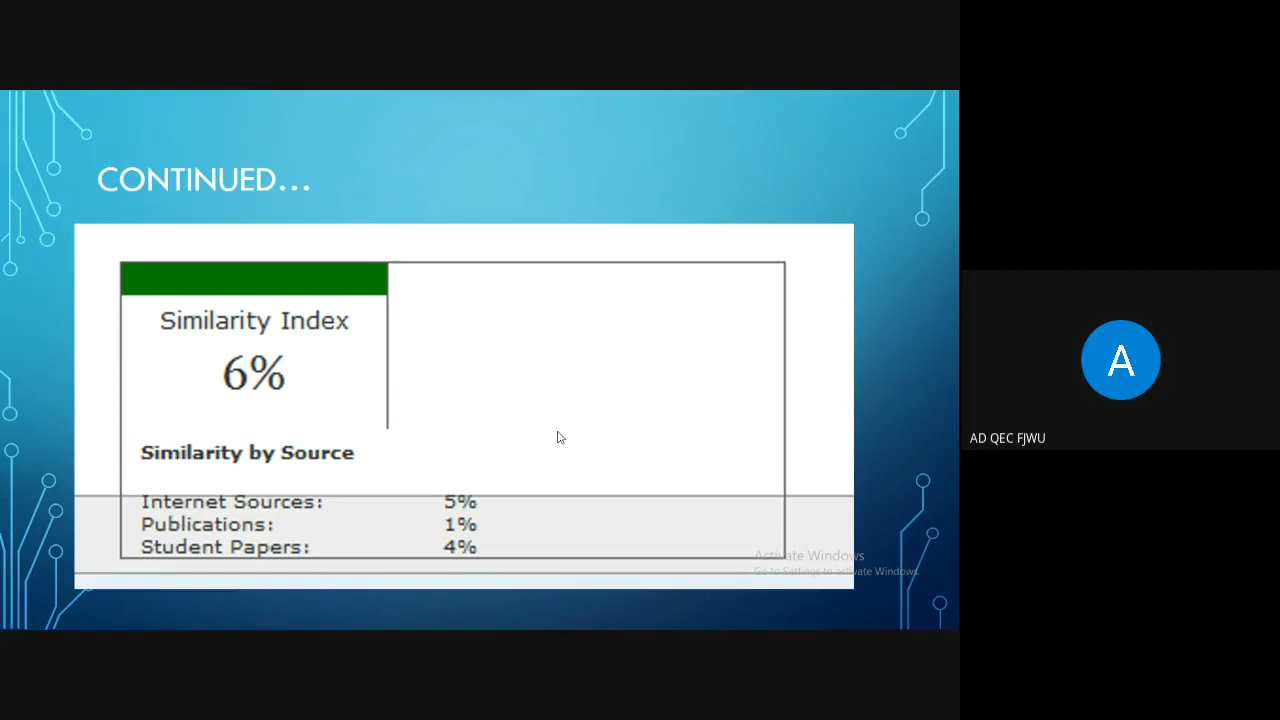 CONTINUED...
Similarity Index
6%
Similarity by Source
Internet Sources: 5%
Publications: 1%
Student Papers: 4%
Activate Windows
Go to Settings to activate Windows.
A
AD QEC FJWU